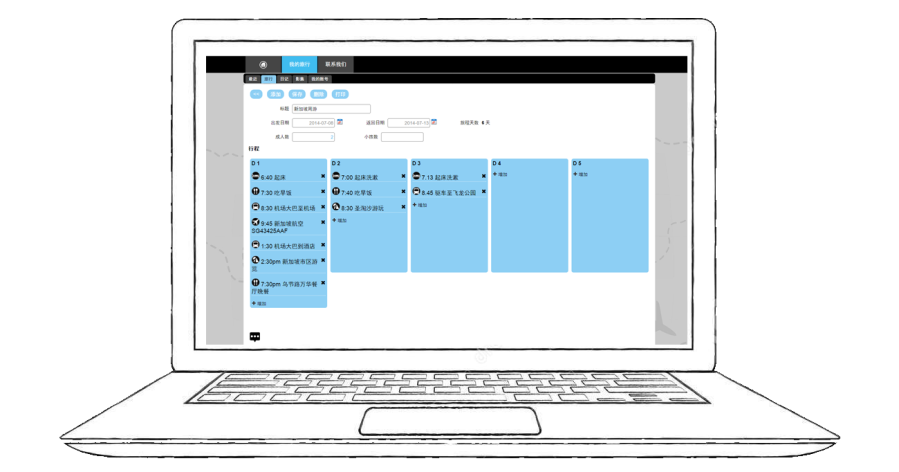 我的旅行 联系我们
最近 旅行 日记 影集 我的账号
添加 保存 删除 打印
标题 新加坡周游
出发日期 2014-07-08 返回日期 2014-07-13 旅程天数 6 天
成人数 2 小孩数
行程
D 1 D 2 D 3 D 4 D 5
6:40 起床 7:00 起床洗漱 7.13 起床洗漱 + 增加 + 增加
7:30 吃早饭 7:40 吃早饭 8.45 驱车至飞龙公园
8:30 机场大巴至机场 8:30 圣淘沙游玩 + 增加
9:45 新加坡航空 + 增加
SG43425AAF
1:30 机场大巴到酒店
2:30pm 新加坡市区游
览
7:30pm 乌节路万华餐
厅晚餐
+ 增加